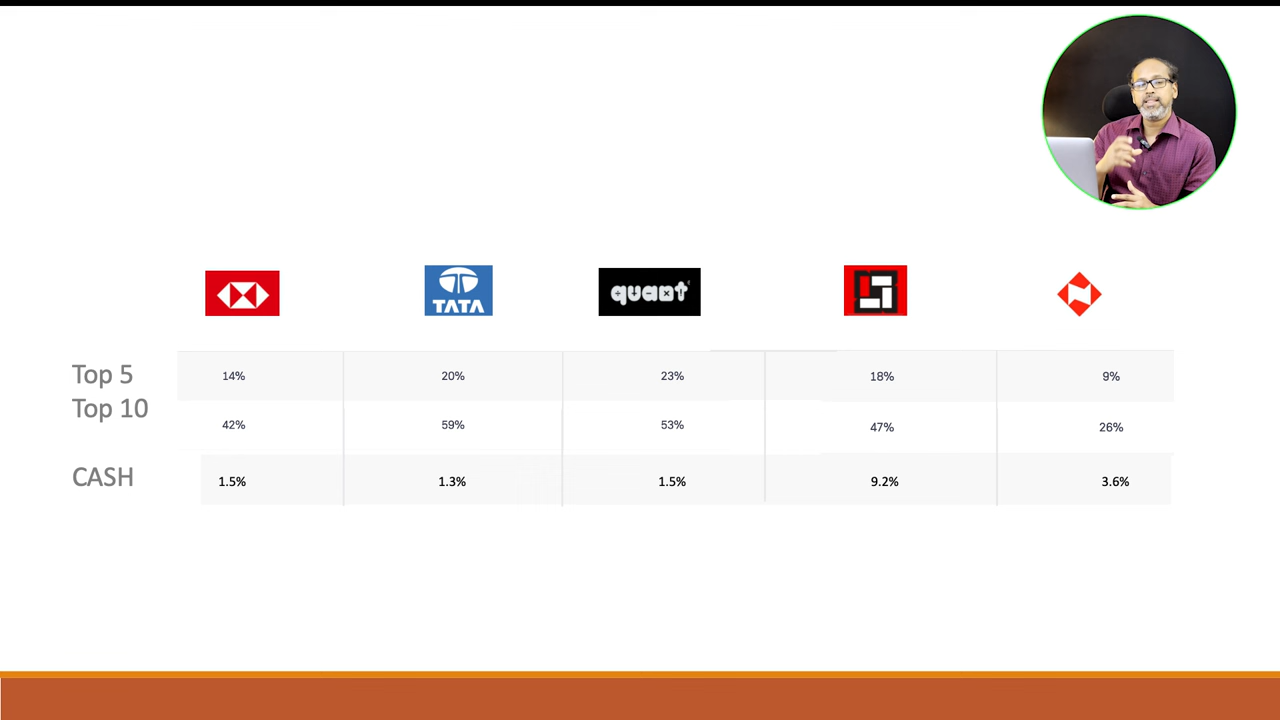 TATA quant
Top 5 14% 20% 23% 18% 9%
Top 10 42% 59% 53% 47% 26%
CASH 1.5% 1.3% 1.5% 9.2% 3.6%